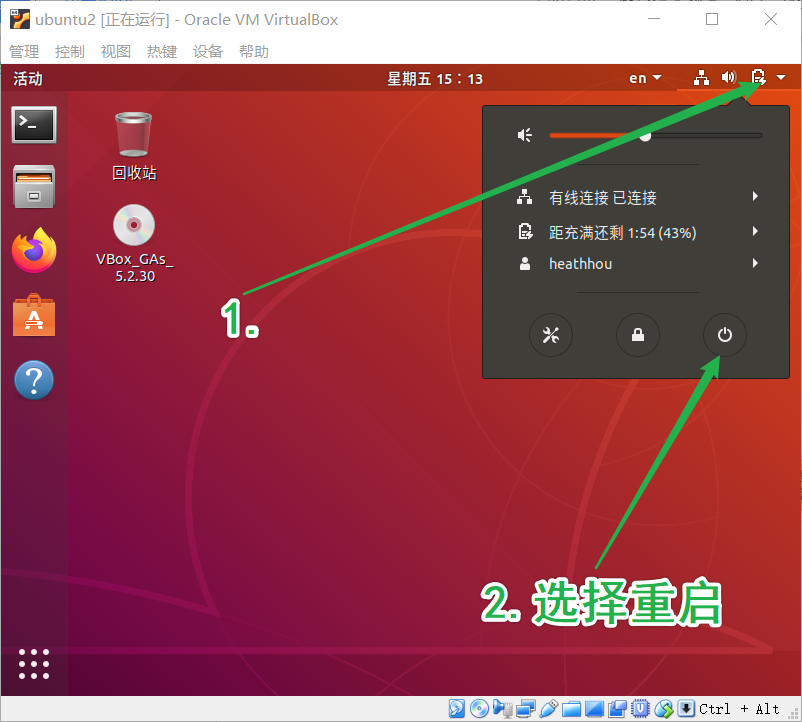 ubuntu2 [正在运行] - Oracle VM VirtualBox
管理 控制 视图 热键 设备 帮助
活动 星期五 15：13 en
回收站
VBox_GAs_
5.2.30
有线连接 已连接
距充满还剩 1:54 (43%)
heathhou
1.
2. 选择重启
Ctrl + Alt